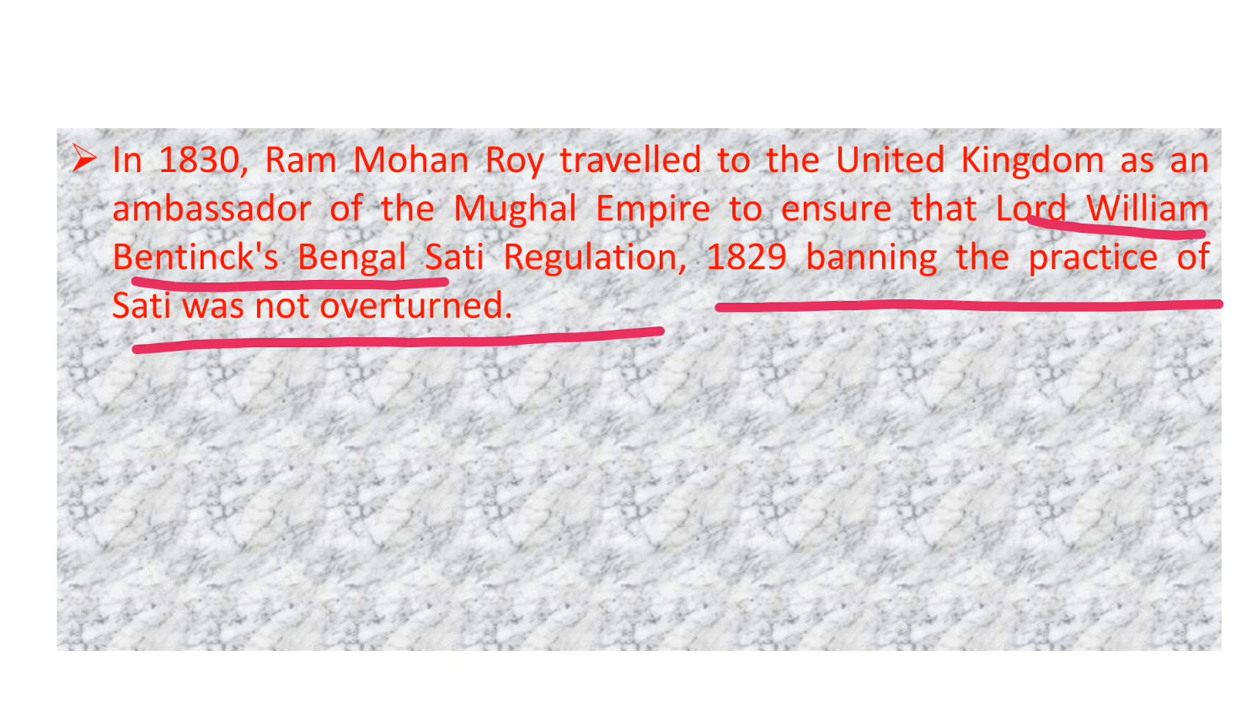 ➢ In 1830, Ram Mohan Roy travelled to the United Kingdom as an
ambassador of the Mughal Empire to ensure that Lord William
Bentinck's Bengal Sati Regulation, 1829 banning the practice of
Sati was not overturned.